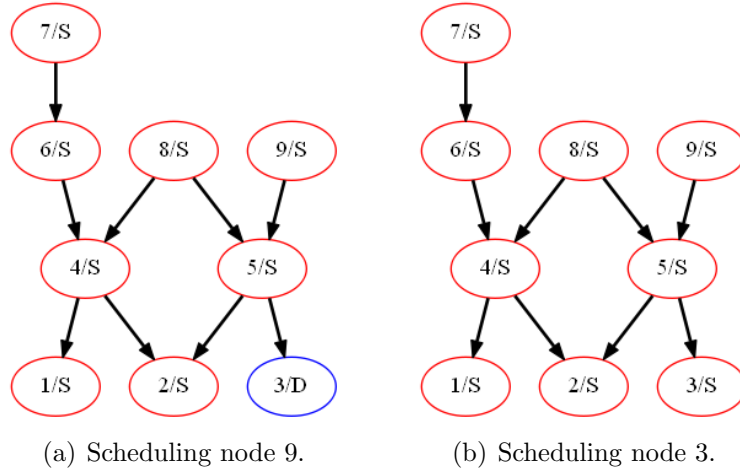 7/S 7/S
6/S 8/S 9/S 6/S 8/S 9/S
4/S 5/S 4/S 5/S
1/S 2/S 3/D 1/S 2/S 3/S
(a) Scheduling node 9. (b) Scheduling node 3.